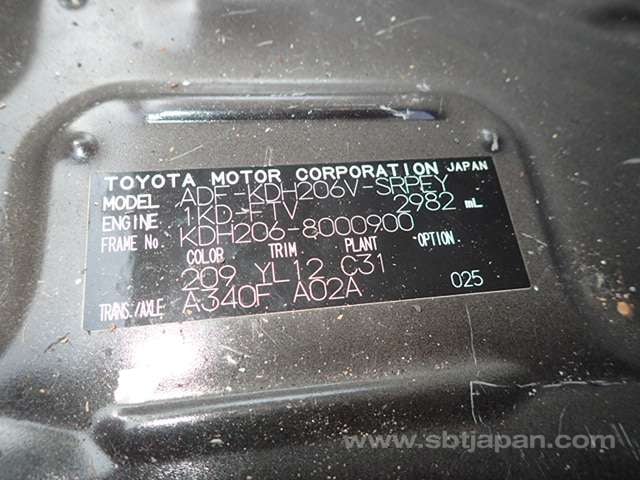 TOYOTA MOTOR CORPORATION JAPAN
MODEL ADF-KDH206V-SRPEY
ENGINE 1KD-FTV 2982 mL
FRAME No KDH206-8000900
COLOR TRIM PLANT OPTION
209 YL12 C31
TRANS./AXLE A340F A02A 025
www.sbtjapan.com